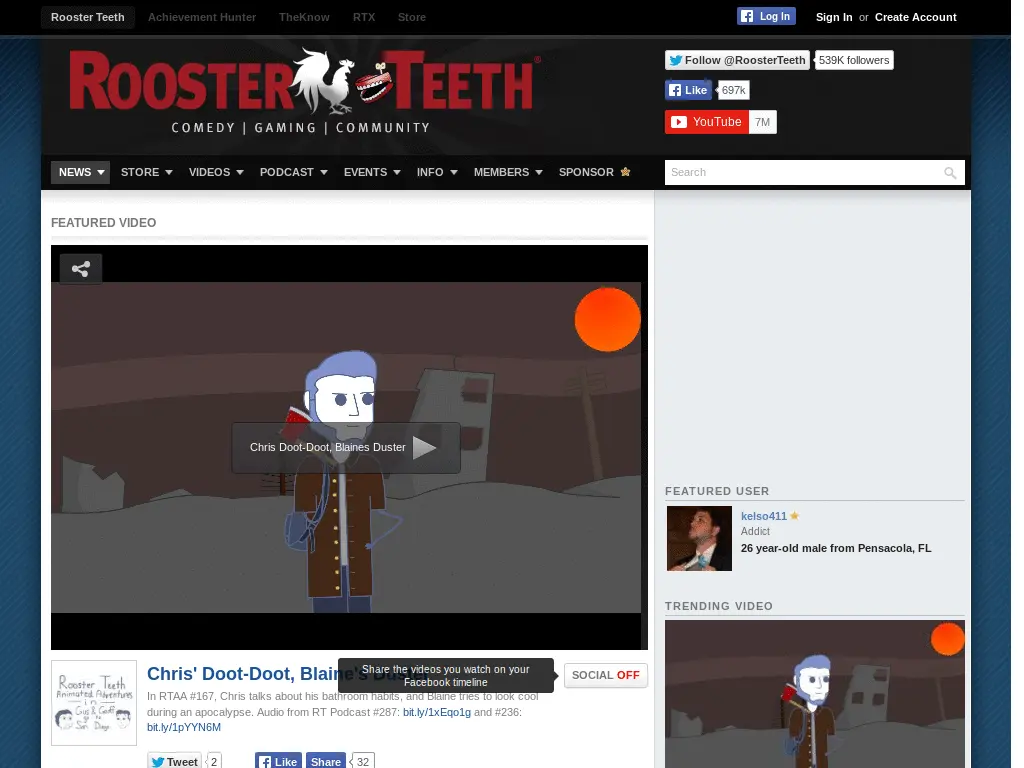 Rooster Teeth Achievement Hunter TheKnow RTX Store Log In Sign In or Create Account
ROOSTER TEETH
COMEDY | GAMING | COMMUNITY
Follow @RoosterTeeth 539K followers
Like 697k
YouTube 7M
NEWS STORE VIDEOS PODCAST EVENTS INFO MEMBERS SPONSOR Search
FEATURED VIDEO
Chris Doot-Doot, Blaines Duster
FEATURED USER
kelso411
Addict
26 year-old male from Pensacola, FL
TRENDING VIDEO
Rooster Teeth
Animated Adventures
in
Gus & Geoff
San Diego
Chris' Doot-Doot, Blaine's Duster
Share the videos you watch on your
Facebook timeline
SOCIAL OFF
In RTAA #167, Chris talks about his bathroom habits, and Blaine tries to look cool
during an apocalypse. Audio from RT Podcast #287: bit.ly/1xEqo1g and #236:
bit.ly/1pYYN6M
Tweet 2 Like Share 32